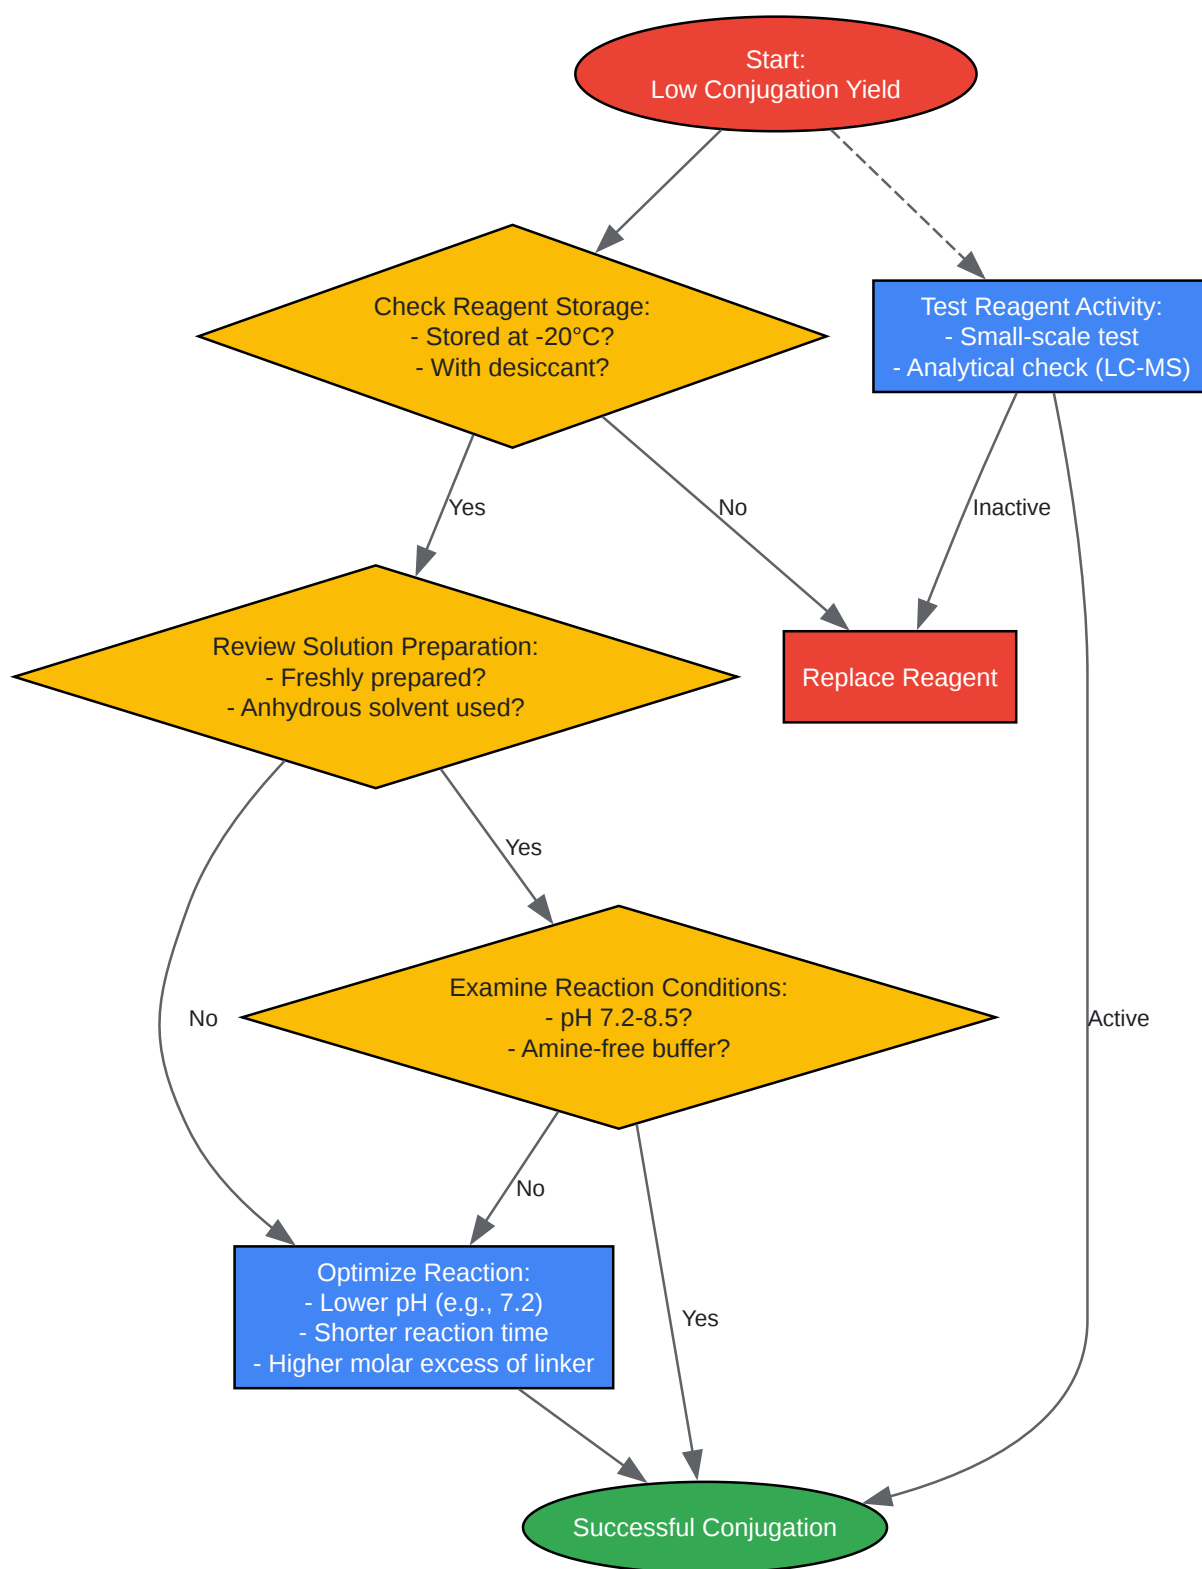 Start:
Low Conjugation Yield
Check Reagent Storage:
- Stored at -20°C?
- With desiccant?
Test Reagent Activity:
- Small-scale test
- Analytical check (LC-MS)
Yes
No
Inactive
Review Solution Preparation:
- Freshly prepared?
- Anhydrous solvent used?
Replace Reagent
Yes
No
Examine Reaction Conditions:
- pH 7.2-8.5?
- Amine-free buffer?
Active
No
Optimize Reaction:
- Lower pH (e.g., 7.2)
- Shorter reaction time
- Higher molar excess of linker
Yes
Successful Conjugation